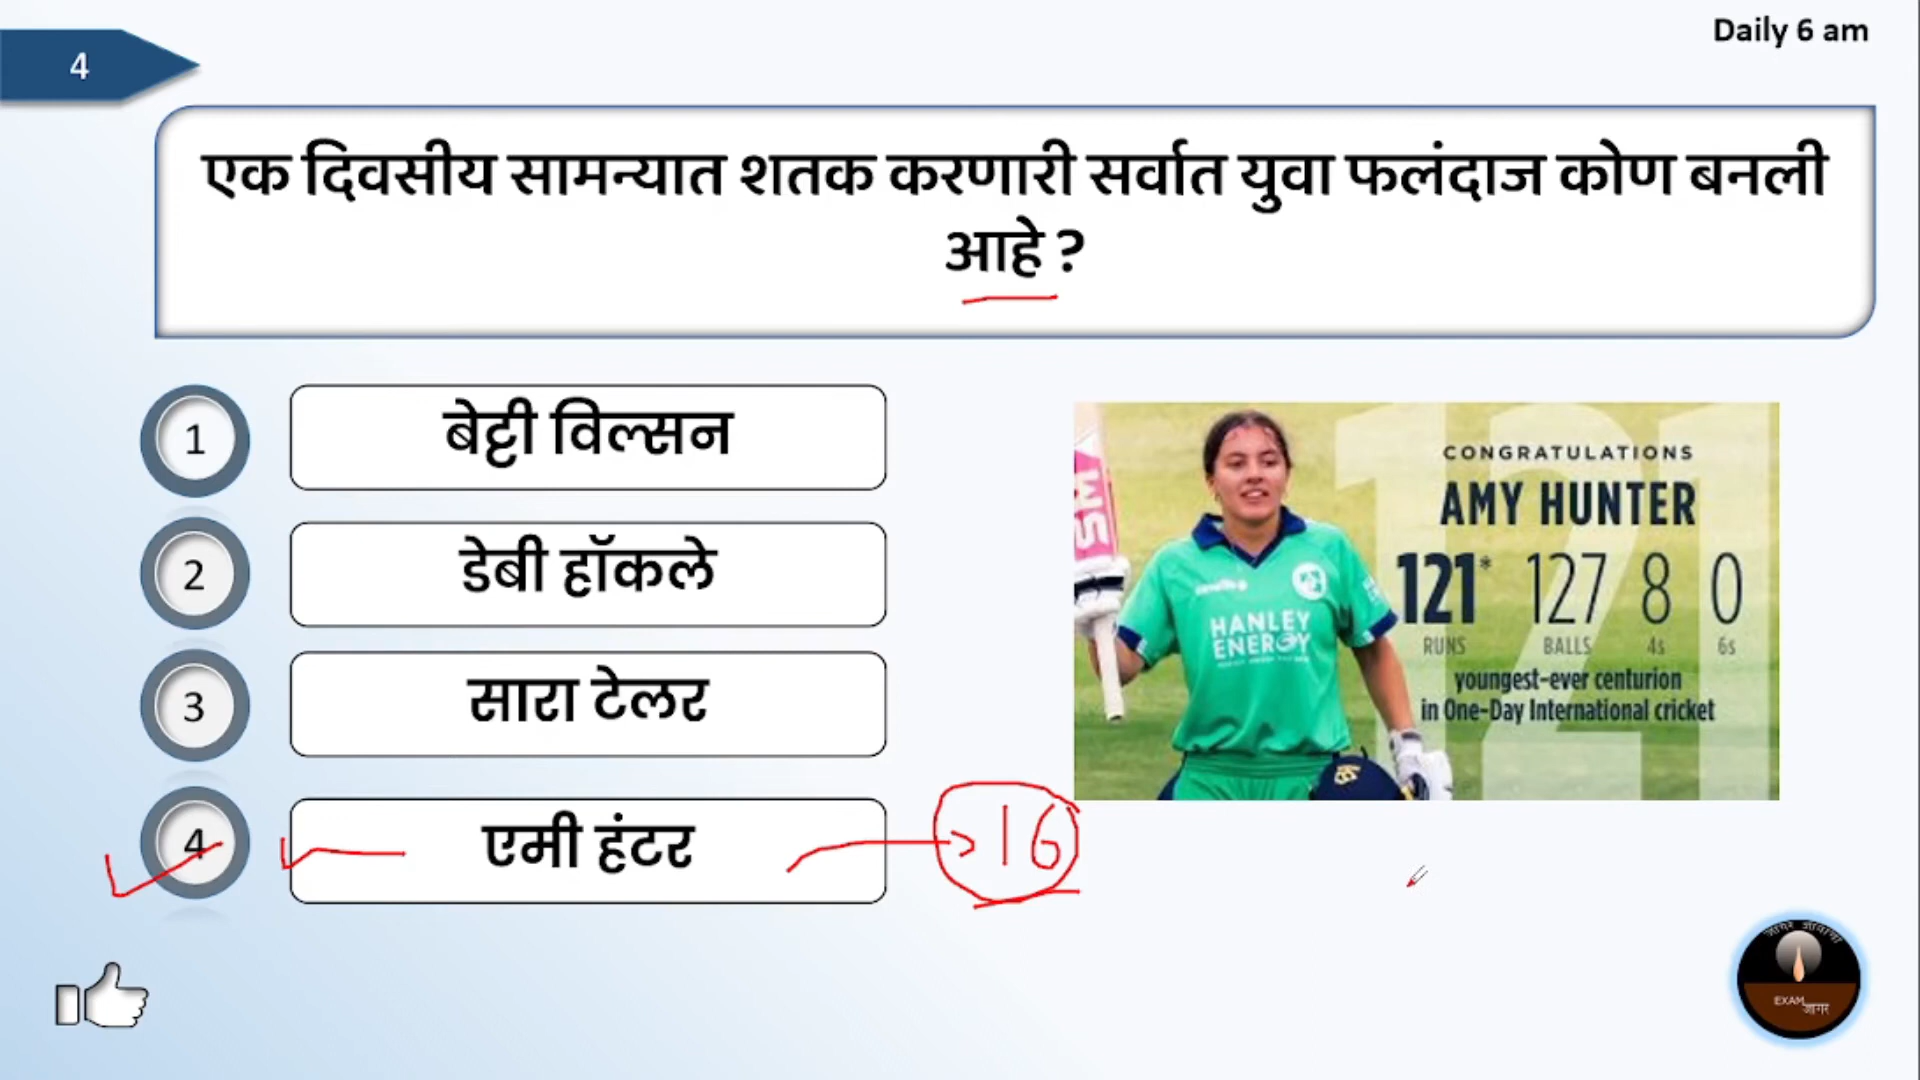 Daily 6 am
4
एक दिवसीय सामन्यात शतक करणारी सर्वात युवा फलंदाज कोण बनली
आहे ?
1 बेट्टी विल्सन
2 डेबी हॉकले
3 सारा टेलर
4 एमी हंटर
16
CONGRATULATIONS
AMY HUNTER
121* 127 8 0
RUNS BALLS 4s 6s
youngest-ever centurion
in One-Day International cricket
MS
HANLEY
ENERGY
EXAM
जागर